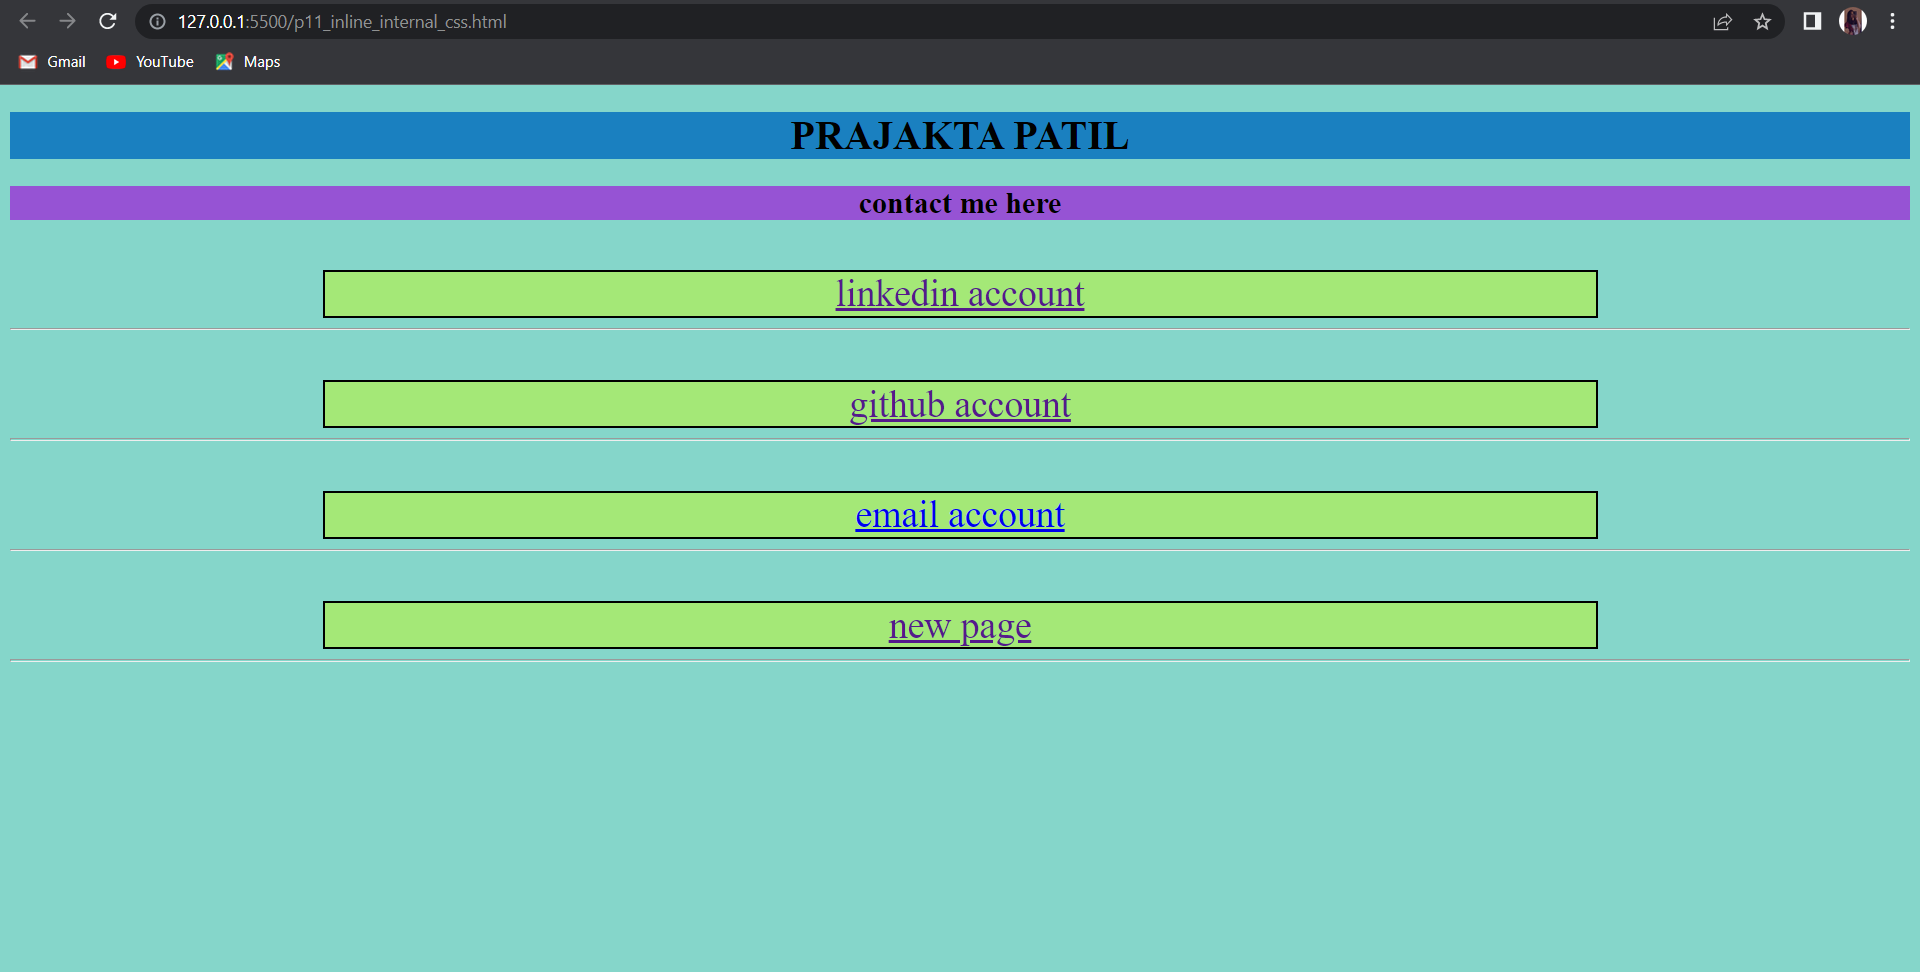 127.0.0.1:5500/p11_inline_internal_css.html
Gmail YouTube Maps
PRAJAKTA PATIL
contact me here
linkedin account
github account
email account
new page